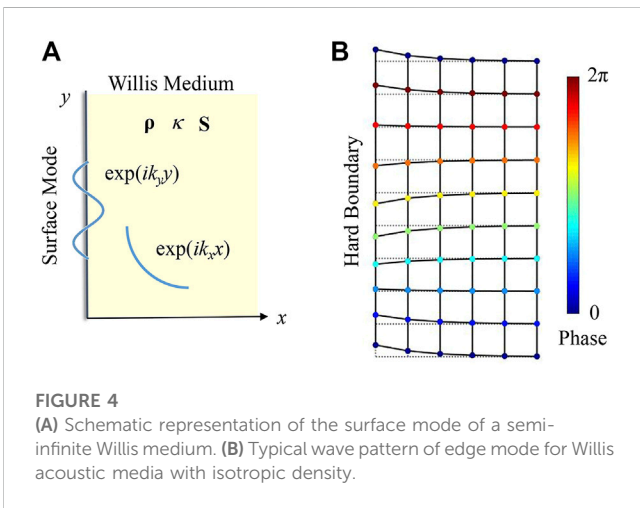 A
Willis Medium
y
ρ κ S
exp(ik_y y)
exp(ik_x x)
Surface Mode
x
B
Hard Boundary
2π
0
Phase
FIGURE 4
(A) Schematic representation of the surface mode of a semi-
infinite Willis medium. (B) Typical wave pattern of edge mode for Willis
acoustic media with isotropic density.